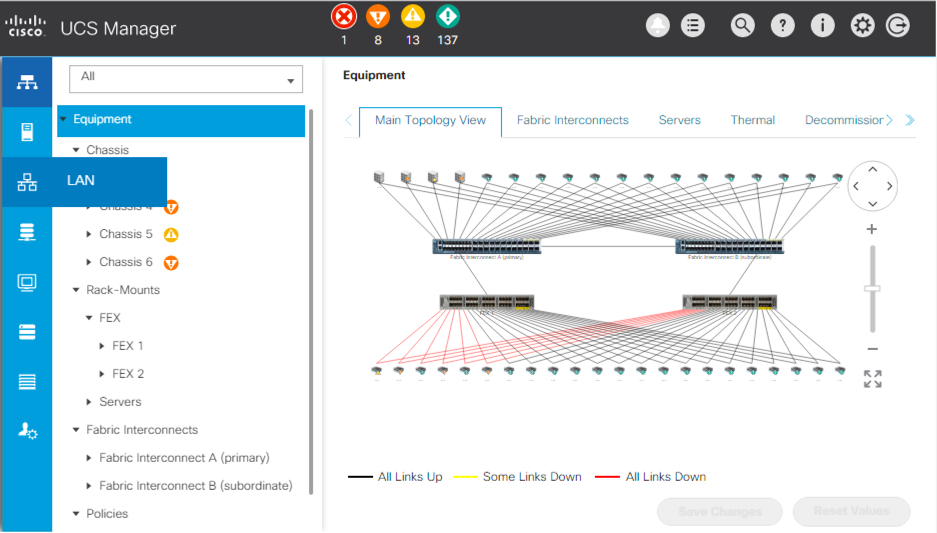 cisco UCS Manager
1 8 13 137
All
Equipment
Chassis
LAN
Chassis 4
Chassis 5
Chassis 6
Rack-Mounts
FEX
FEX 1
FEX 2
Servers
Fabric Interconnects
Fabric Interconnect A (primary)
Fabric Interconnect B (subordinate)
Policies
Equipment
Main Topology View Fabric Interconnects Servers Thermal Decommission
Fabric Interconnect A (primary) Fabric Interconnect B (subordinate)
FEX 1 FEX 2
All Links Up Some Links Down All Links Down
Save Changes Reset Values